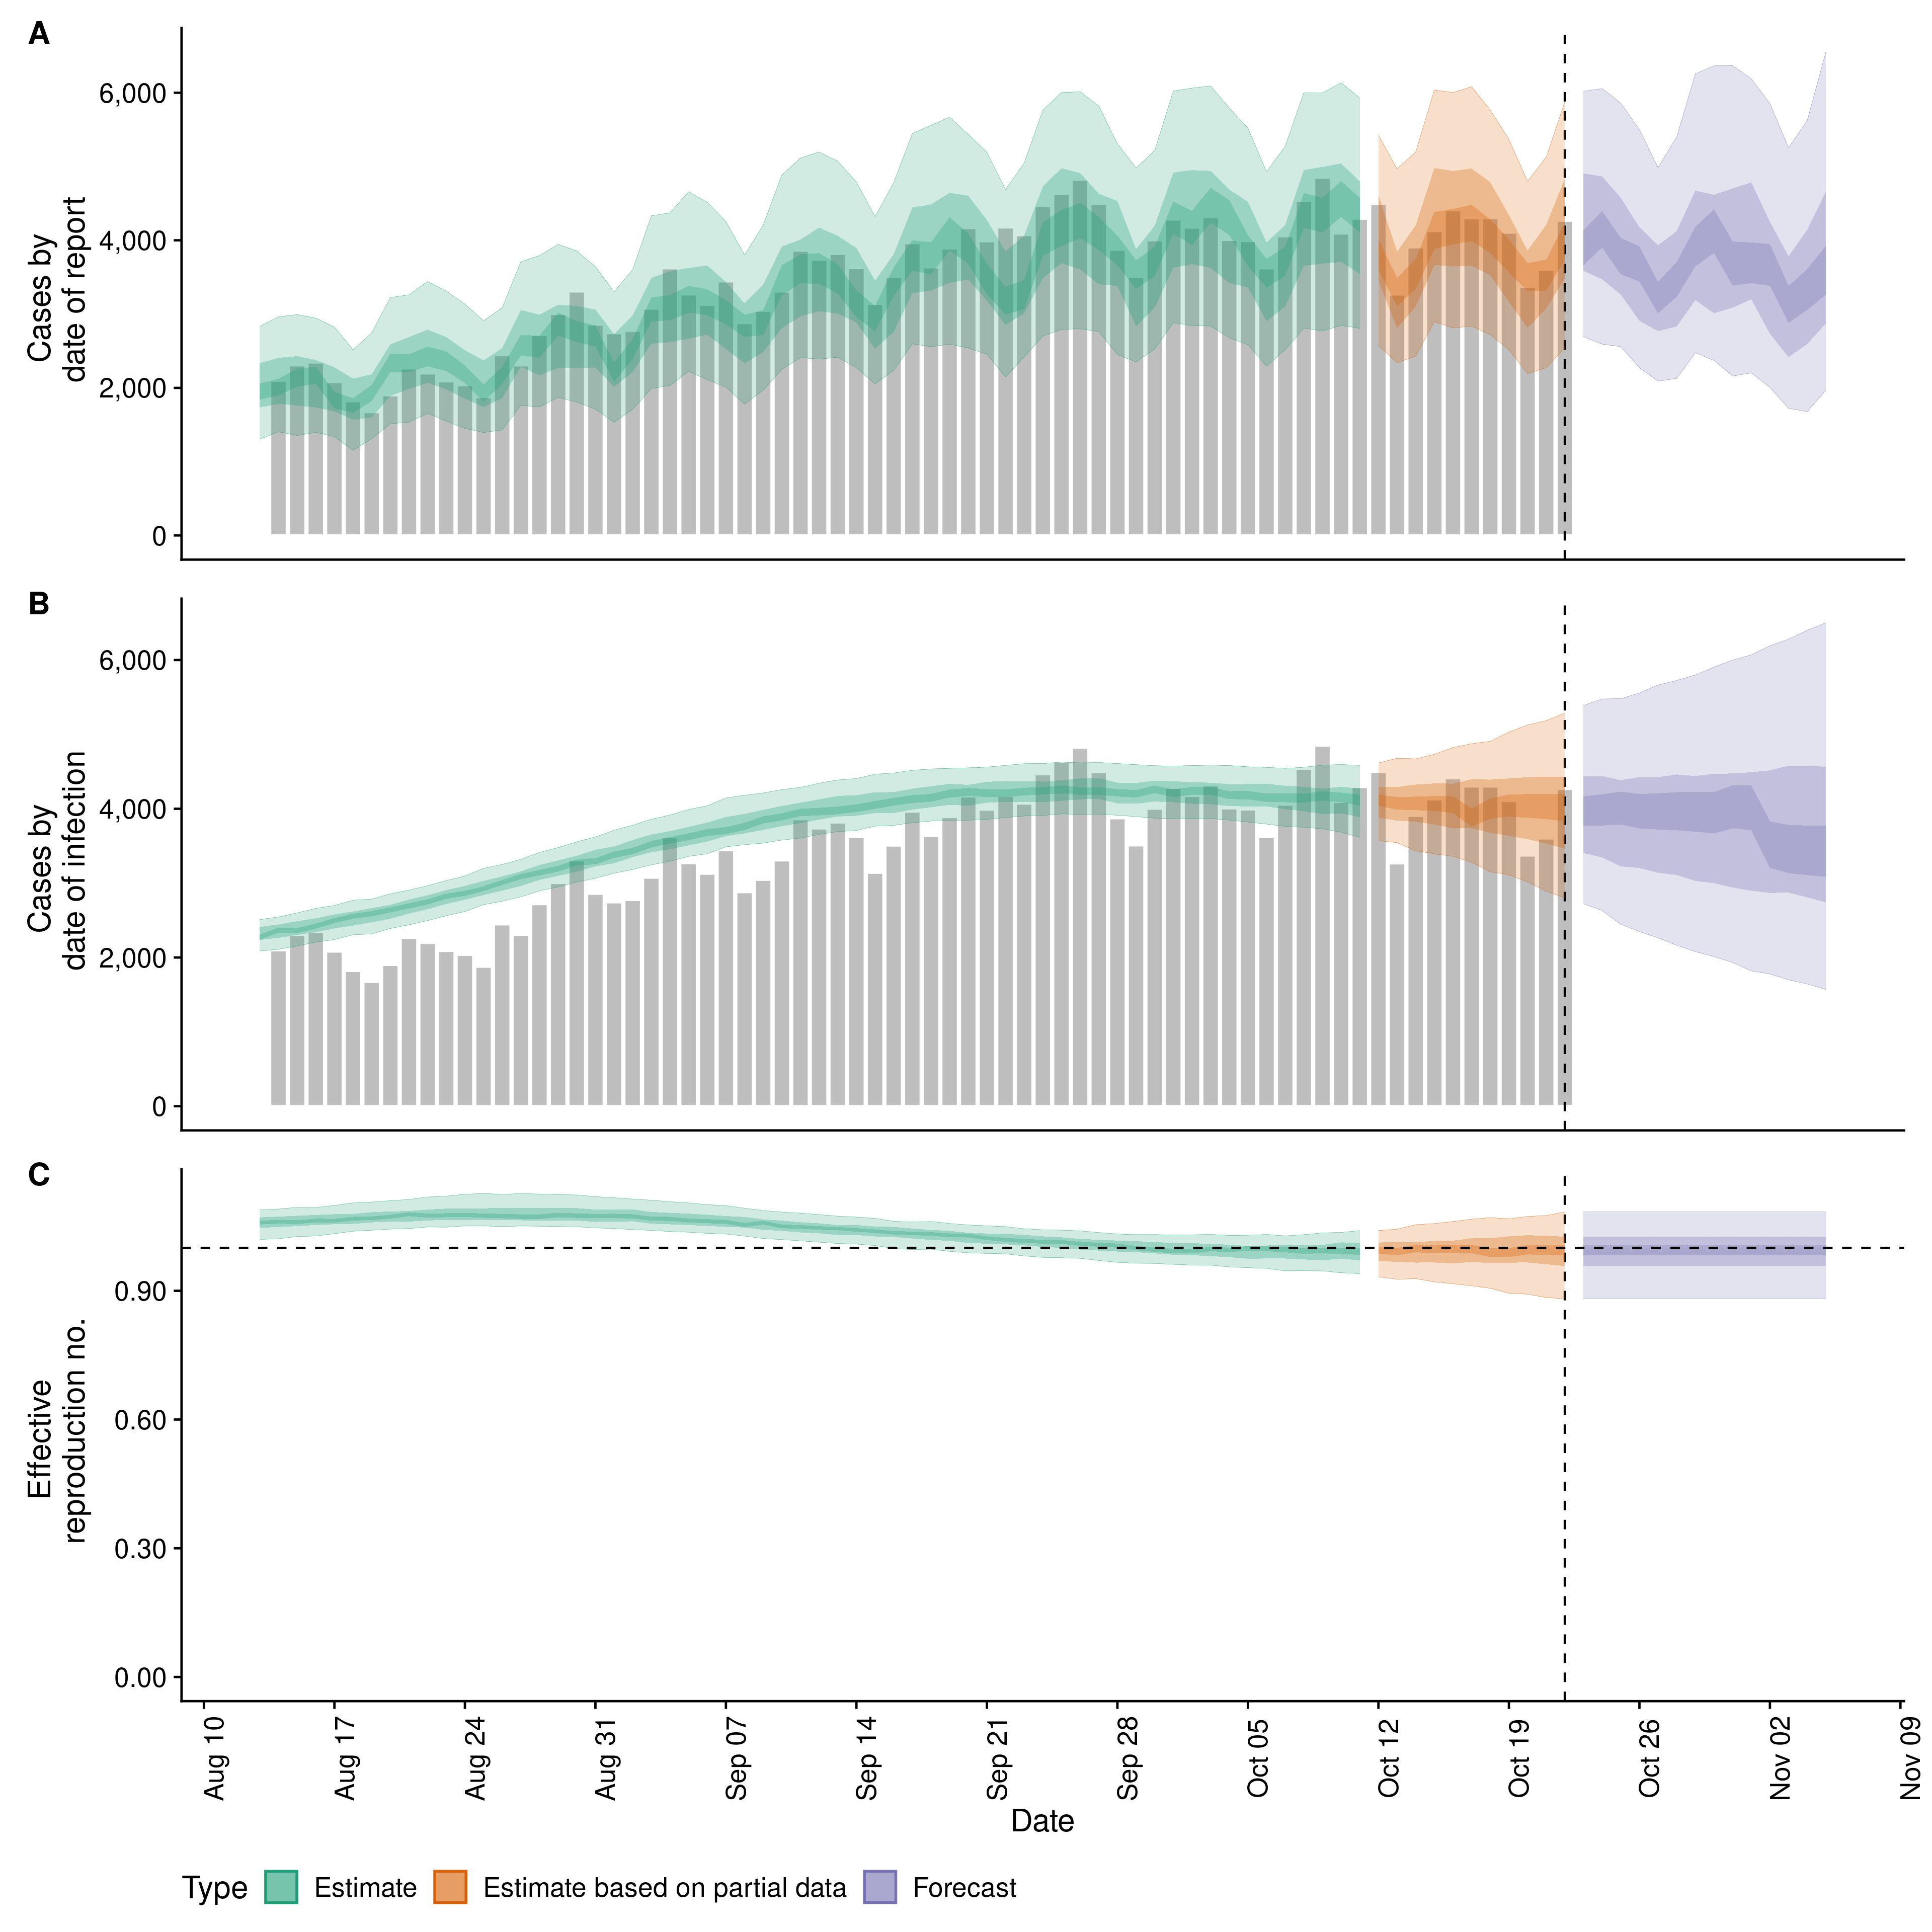 A
Cases by
date of report
6,000
4,000
2,000
0
B
Cases by
date of infection
6,000
4,000
2,000
0
C
Effective
reproduction no.
0.90
0.60
0.30
0.00
Aug 10
Aug 17
Aug 24
Aug 31
Sep 07
Sep 14
Sep 21
Sep 28
Oct 05
Oct 12
Oct 19
Oct 26
Nov 02
Nov 09
Date
Type Estimate Estimate based on partial data Forecast